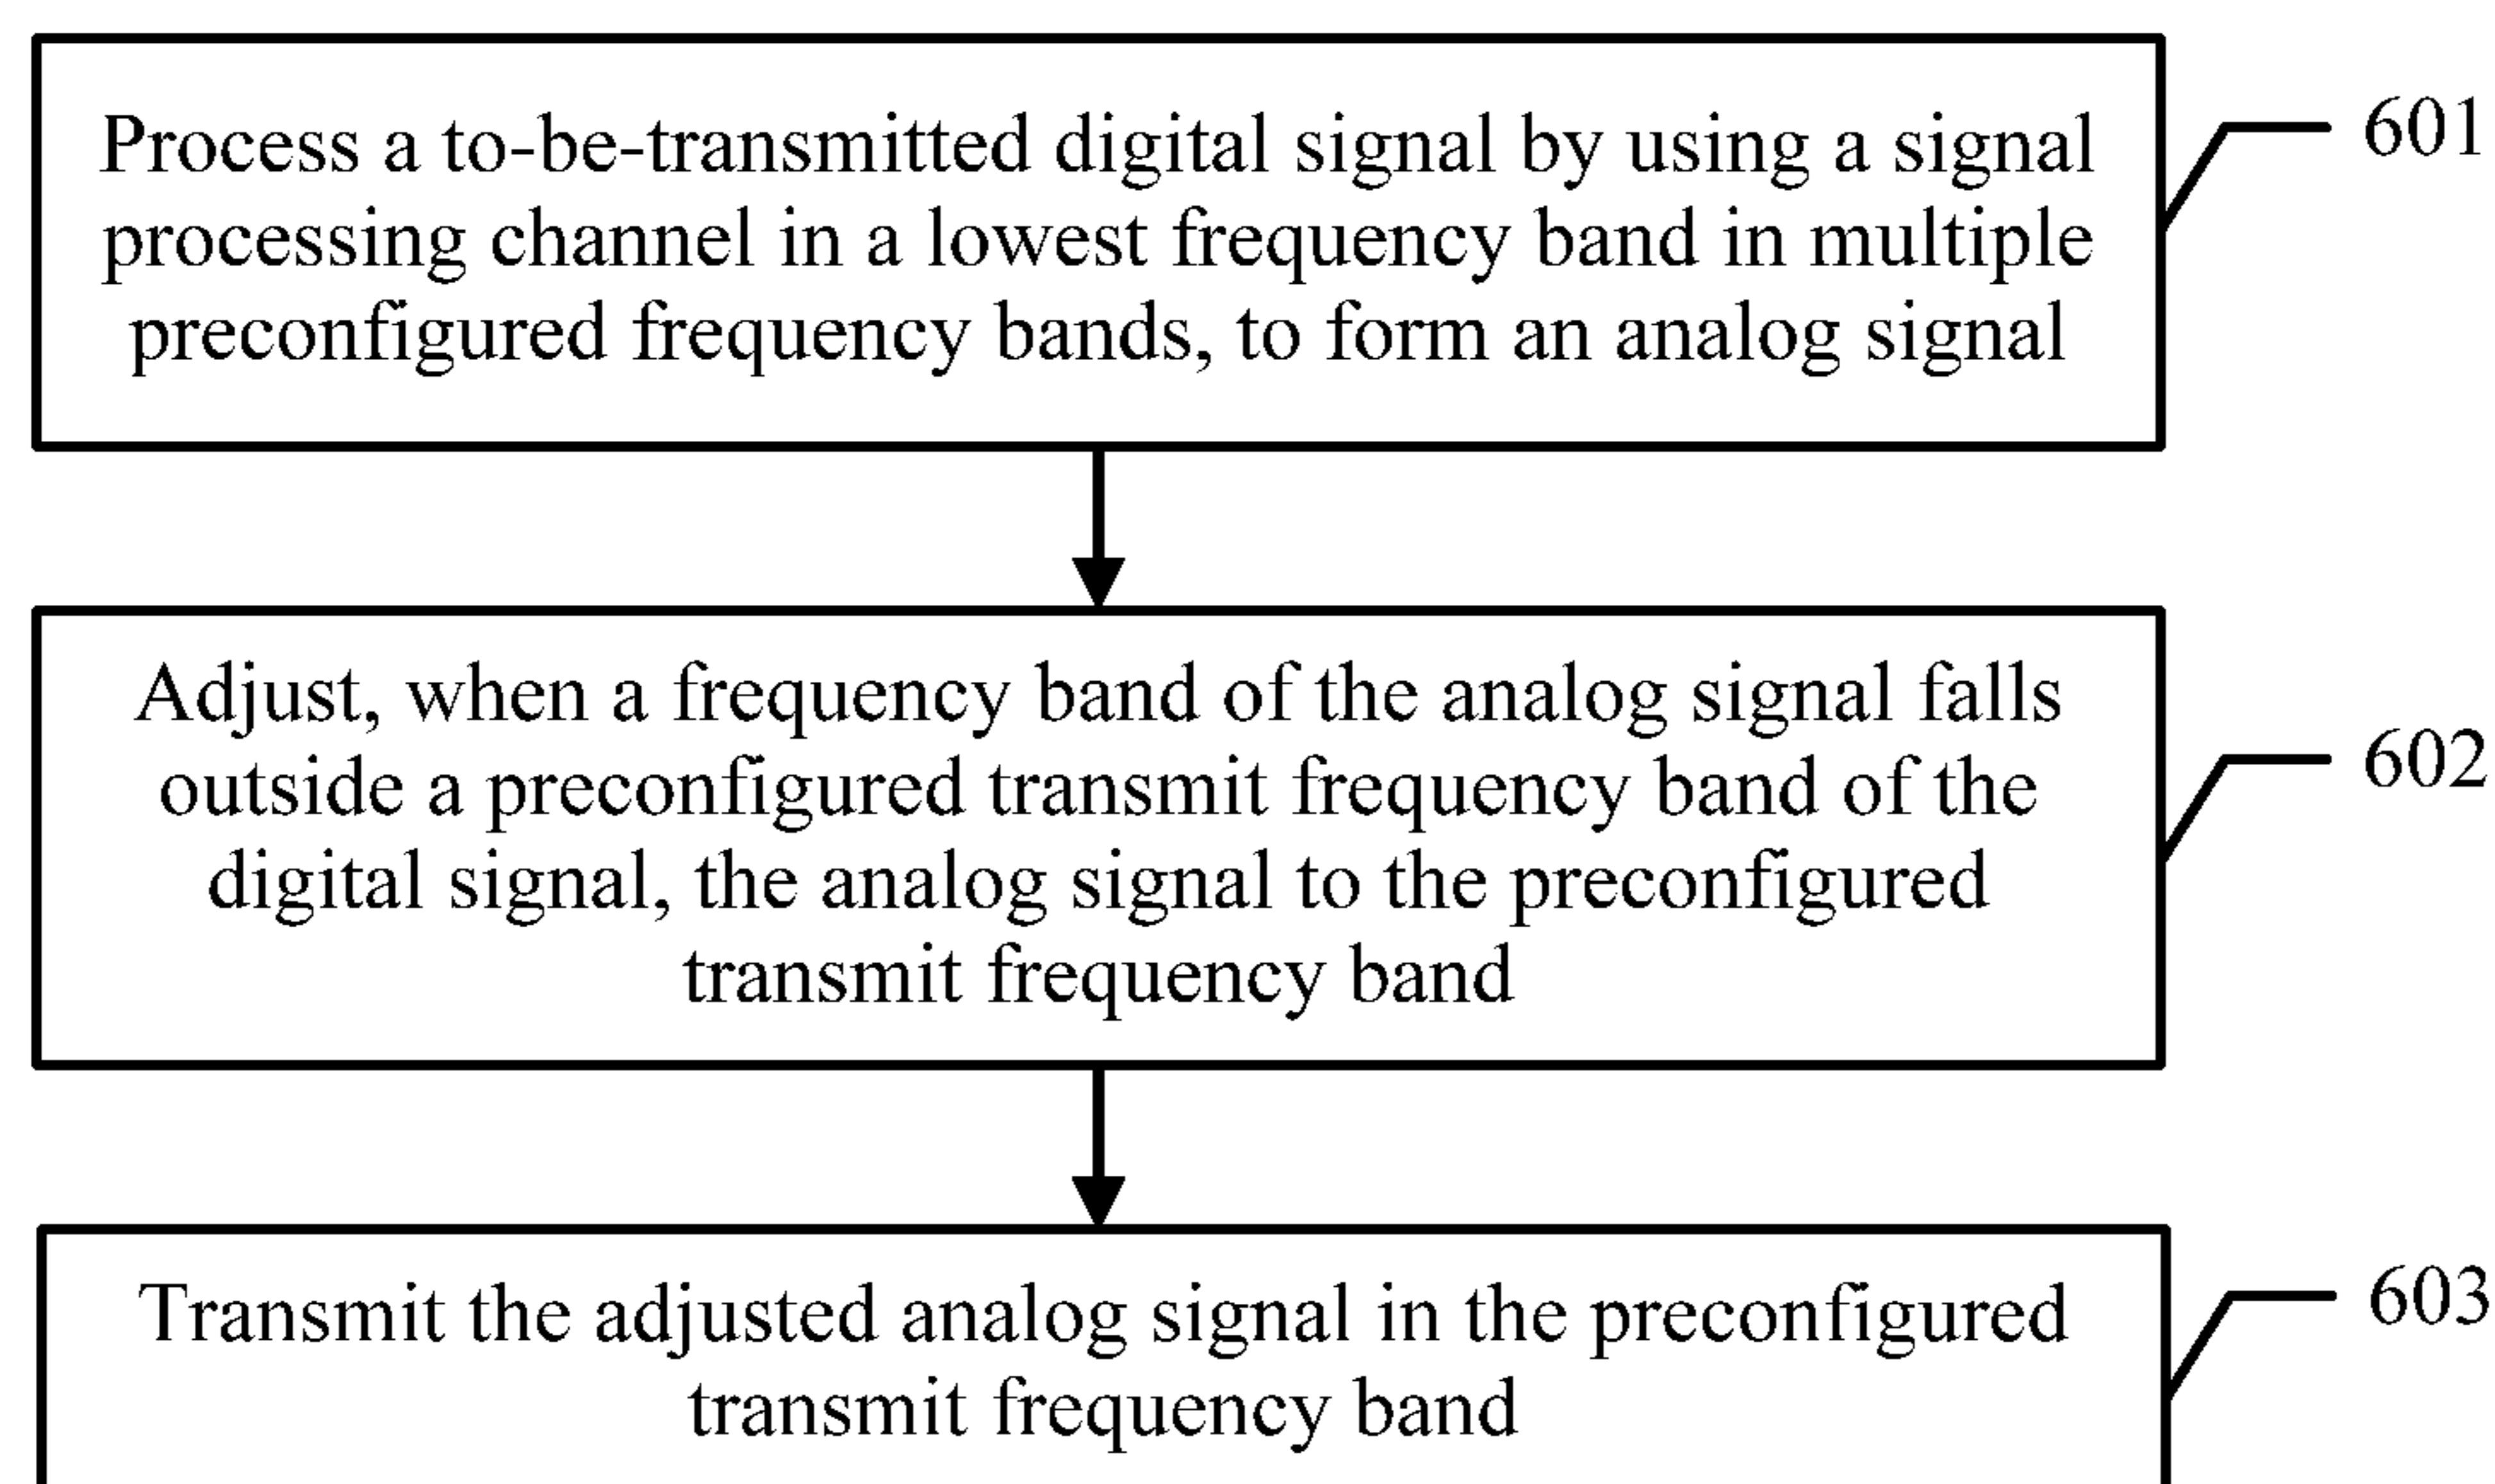 Process a to-be-transmitted digital signal by using a signal
processing channel in a lowest frequency band in multiple
preconfigured frequency bands, to form an analog signal
601
Adjust, when a frequency band of the analog signal falls
outside a preconfigured transmit frequency band of the
digital signal, the analog signal to the preconfigured
transmit frequency band
602
Transmit the adjusted analog signal in the preconfigured
transmit frequency band
603